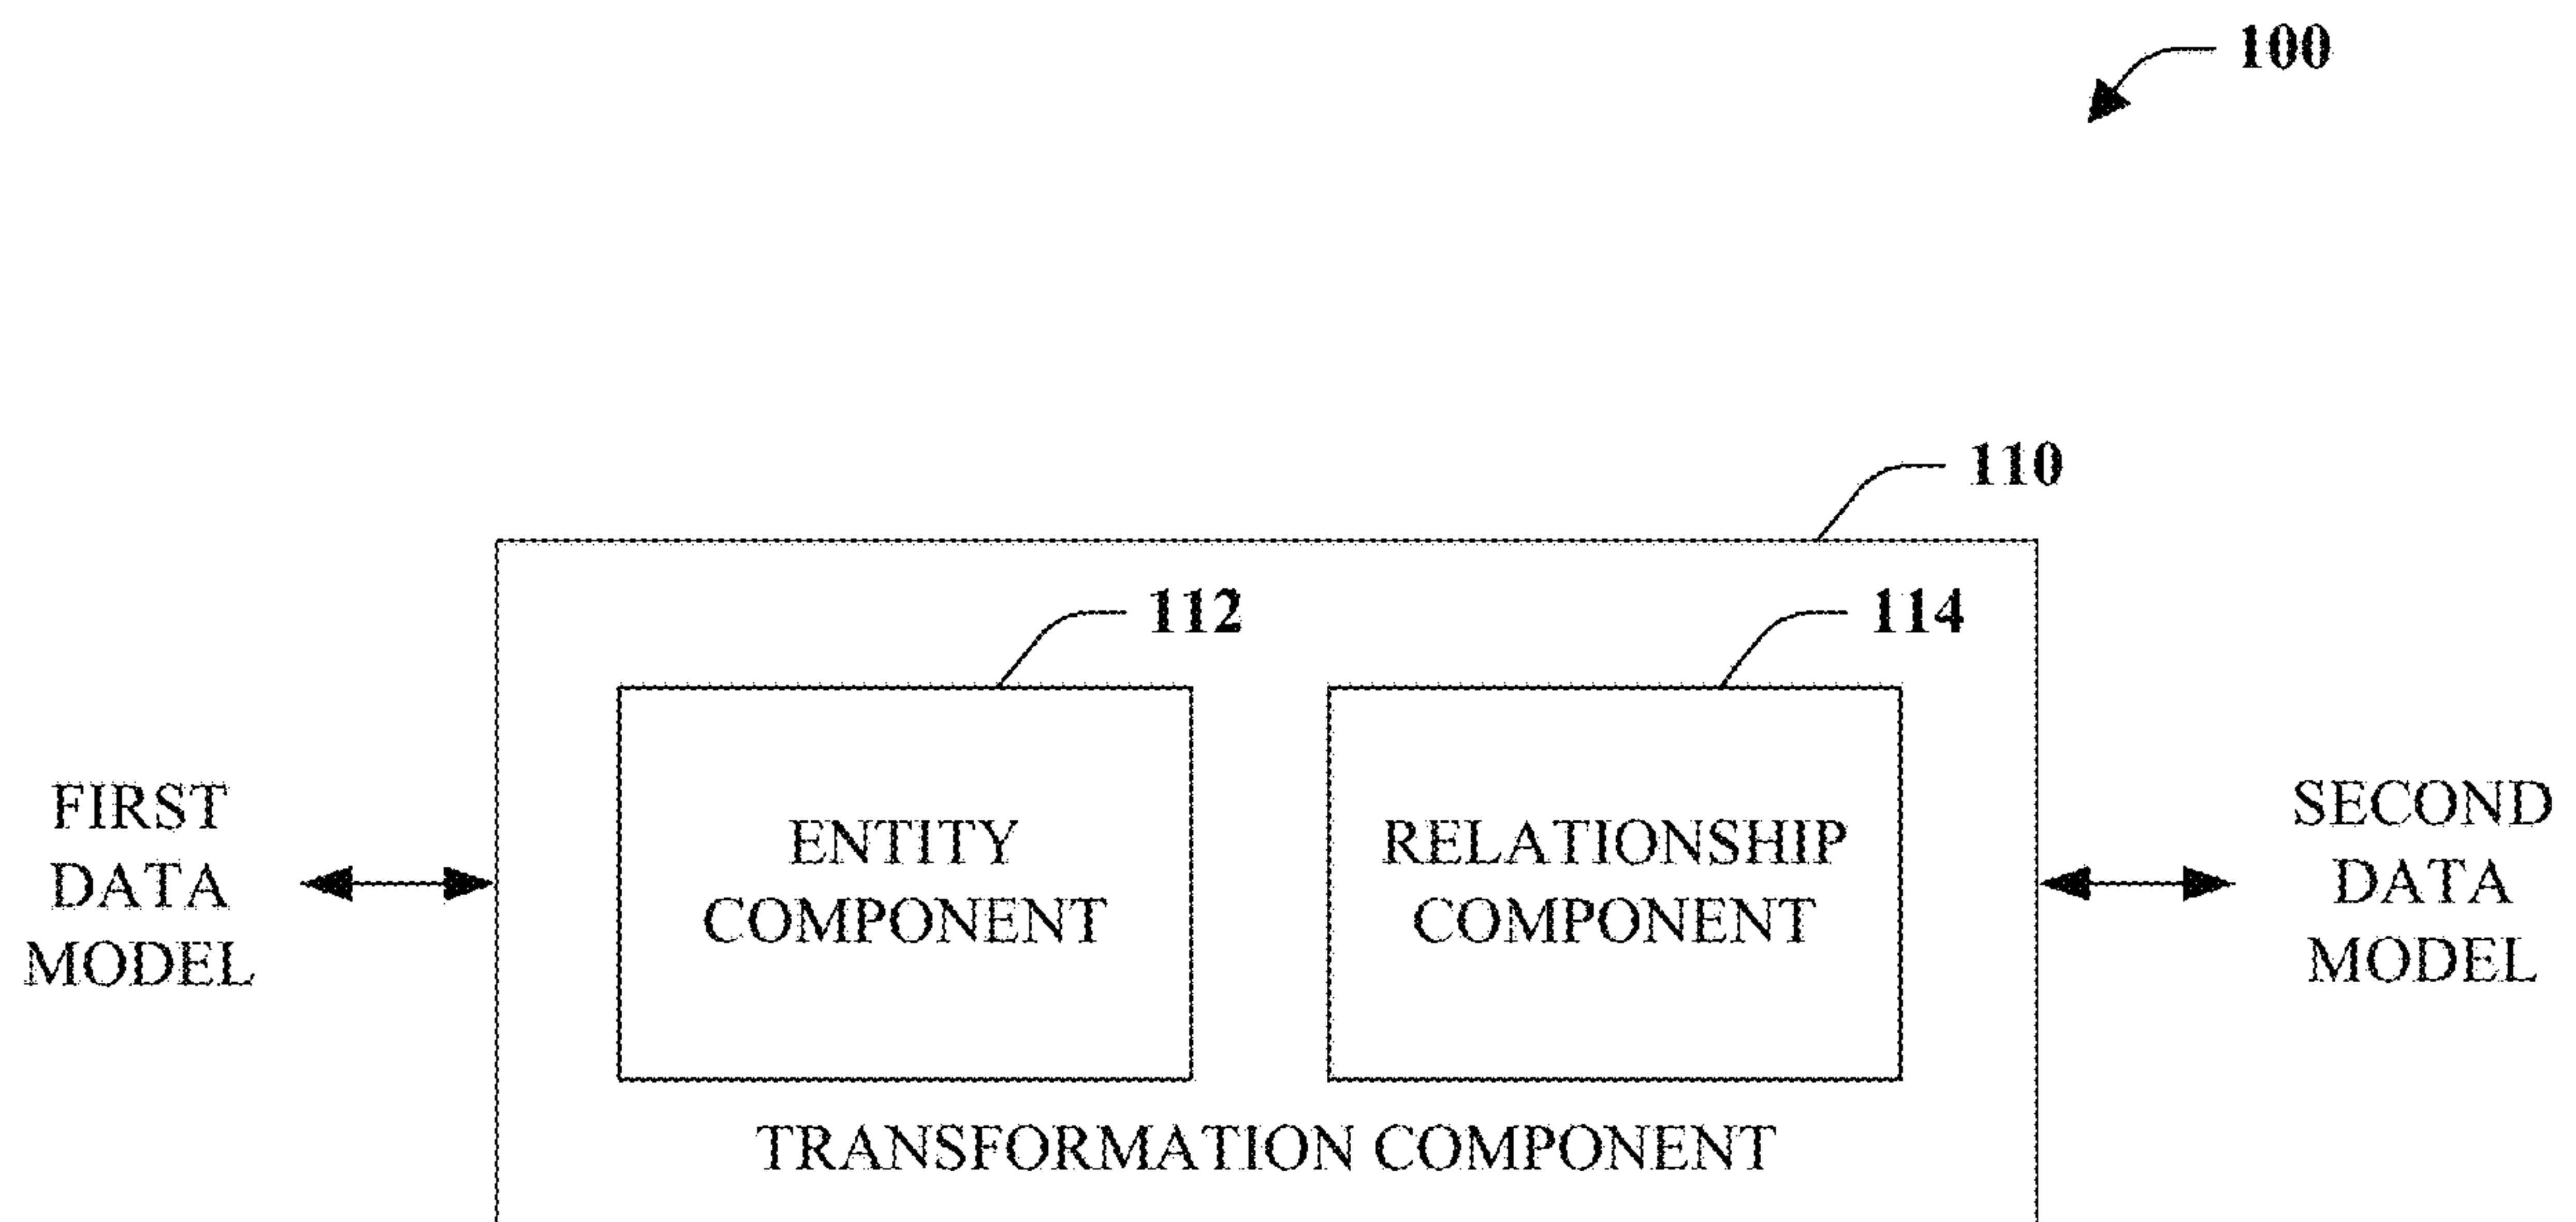 100
110
112
114
FIRST
DATA
MODEL
ENTITY
COMPONENT
RELATIONSHIP
COMPONENT
SECOND
DATA
MODEL
TRANSFORMATION COMPONENT